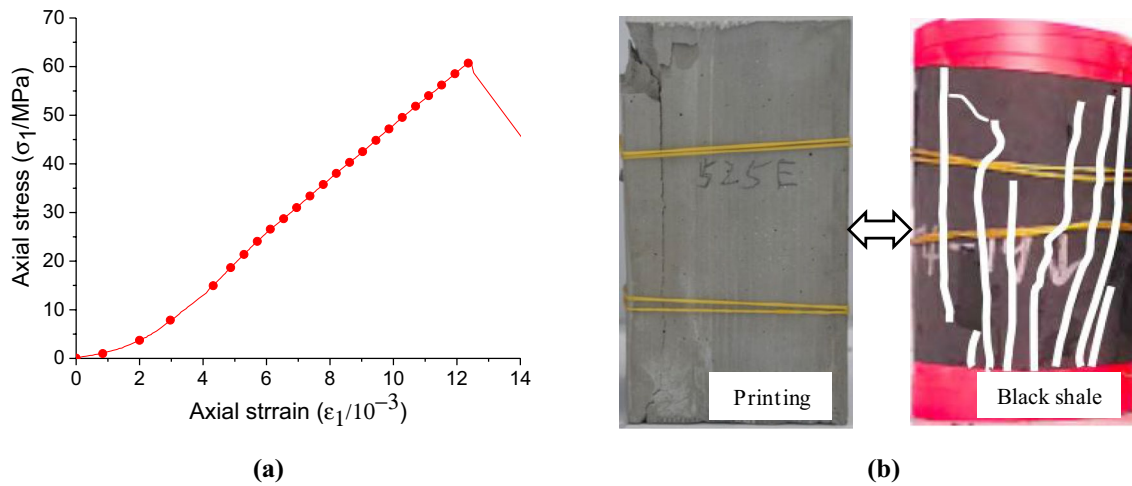 70
60
50
40
30
20
10
0
0 2 4 6 8 10 12 14
Axial stress (σ1/MPa)
Axial strrain (ε1/10−3)
(a)
525E
Printing
Black shale
(b)